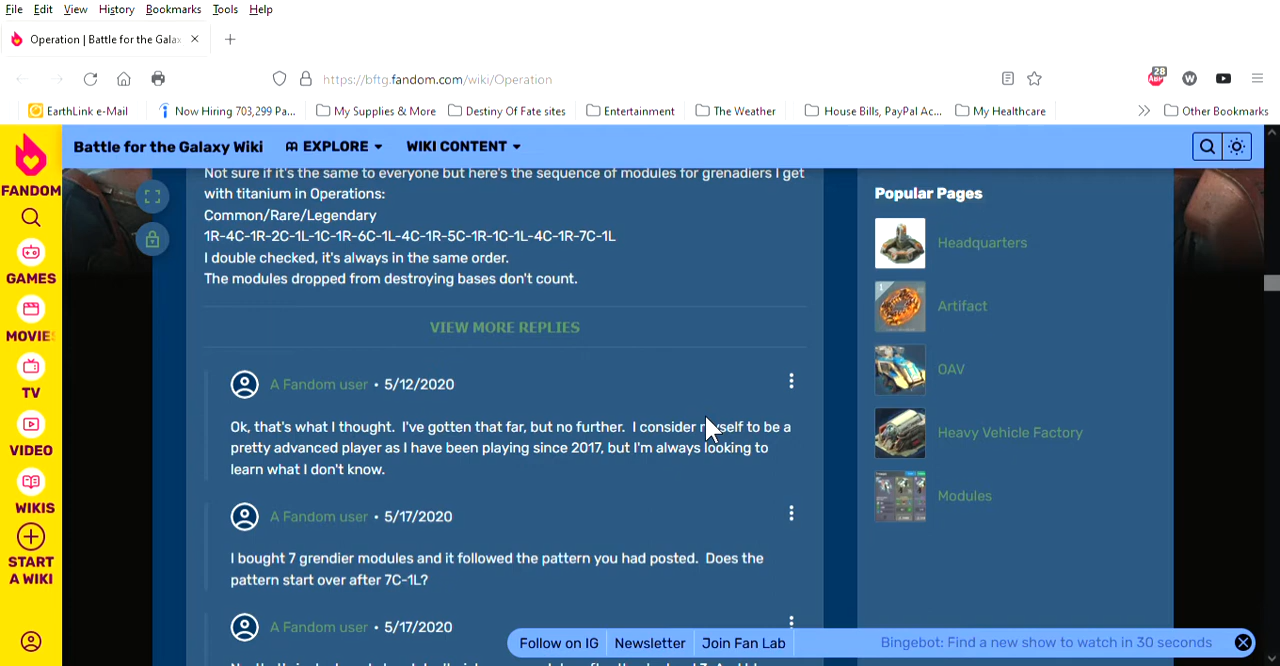 File Edit View History Bookmarks Tools Help
Operation | Battle for the Gala
https://bftg.fandom.com/wiki/Operation
28
W
EarthLink e-Mail Now Hiring 703,299 Pa... My Supplies & More Destiny Of Fate sites Entertainment The Weather House Bills, PayPal Ac... My Healthcare Other Bookmarks
Battle for the Galaxy Wiki EXPLORE WIKI CONTENT
FANDOM
GAMES
MOVIE
TV
VIDEO
WIKIS
START
A WIKI
Not sure if it's the same to everyone but here's the sequence of modules for grenadiers I get
with titanium in Operations:
Common/Rare/Legendary
1R-4C-1R-2C-1L-1C-1R-6C-1L-4C-1R-5C-1R-1C-1L-4C-1R-7C-1L
I double checked, it's always in the same order.
The modules dropped from destroying bases don't count.
VIEW MORE REPLIES
A Fandom user • 5/12/2020
Ok, that's what I thought. I've gotten that far, but no further. I consider myself to be a
pretty advanced player as I have been playing since 2017, but I'm always looking to
learn what I don't know.
A Fandom user • 5/17/2020
I bought 7 grendier modules and it followed the pattern you had posted. Does the
pattern start over after 7C-1L?
A Fandom user • 5/17/2020
Popular Pages
Headquarters
1
Artifact
OAV
Heavy Vehicle Factory
Modules
Follow on IG Newsletter Join Fan Lab Bingebot: Find a new show to watch in 30 seconds